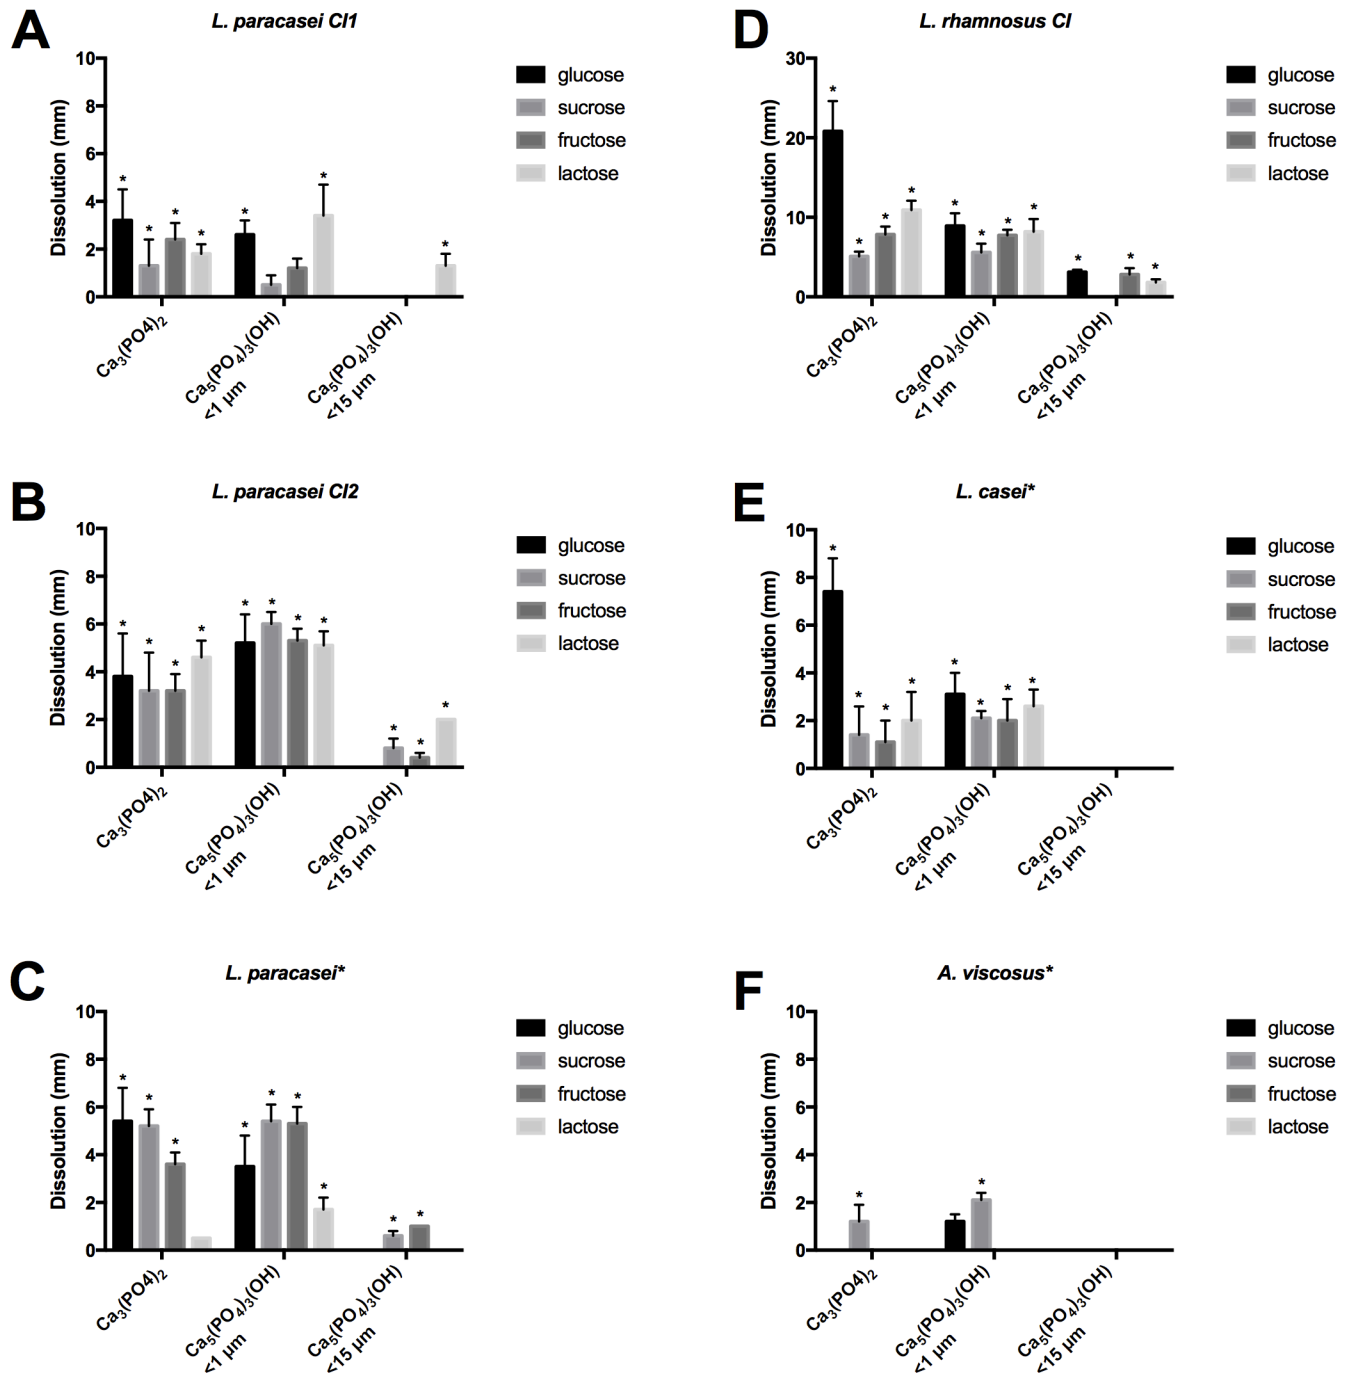 A
L. paracasei CI1
Dissolution (mm)
10
8
6
4
2
0
* * * * * * *
Ca₃(PO4)₂
Ca₅(PO₄)₃(OH)
<1 µm
Ca₅(PO₄)₃(OH)
<15 µm
glucose
sucrose
fructose
lactose
D
L. rhamnosus CI
Dissolution (mm)
30
20
10
0
* * * * * * * * * * *
Ca₃(PO4)₂
Ca₅(PO₄)₃(OH)
<1 µm
Ca₅(PO₄)₃(OH)
<15 µm
glucose
sucrose
fructose
lactose
B
L. paracasei CI2
Dissolution (mm)
10
8
6
4
2
0
* * * * * * * * * * *
Ca₃(PO4)₂
Ca₅(PO₄)₃(OH)
<1 µm
Ca₅(PO₄)₃(OH)
<15 µm
glucose
sucrose
fructose
lactose
E
L. casei*
Dissolution (mm)
10
8
6
4
2
0
* * * * * * * *
Ca₃(PO4)₂
Ca₅(PO₄)₃(OH)
<1 µm
Ca₅(PO₄)₃(OH)
<15 µm
glucose
sucrose
fructose
lactose
C
L. paracasei*
Dissolution (mm)
10
8
6
4
2
0
* * * * * * * * *
Ca₃(PO4)₂
Ca₅(PO₄)₃(OH)
<1 µm
Ca₅(PO₄)₃(OH)
<15 µm
glucose
sucrose
fructose
lactose
F
A. viscosus*
Dissolution (mm)
10
8
6
4
2
0
* *
Ca₃(PO4)₂
Ca₅(PO₄)₃(OH)
<1 µm
Ca₅(PO₄)₃(OH)
<15 µm
glucose
sucrose
fructose
lactose